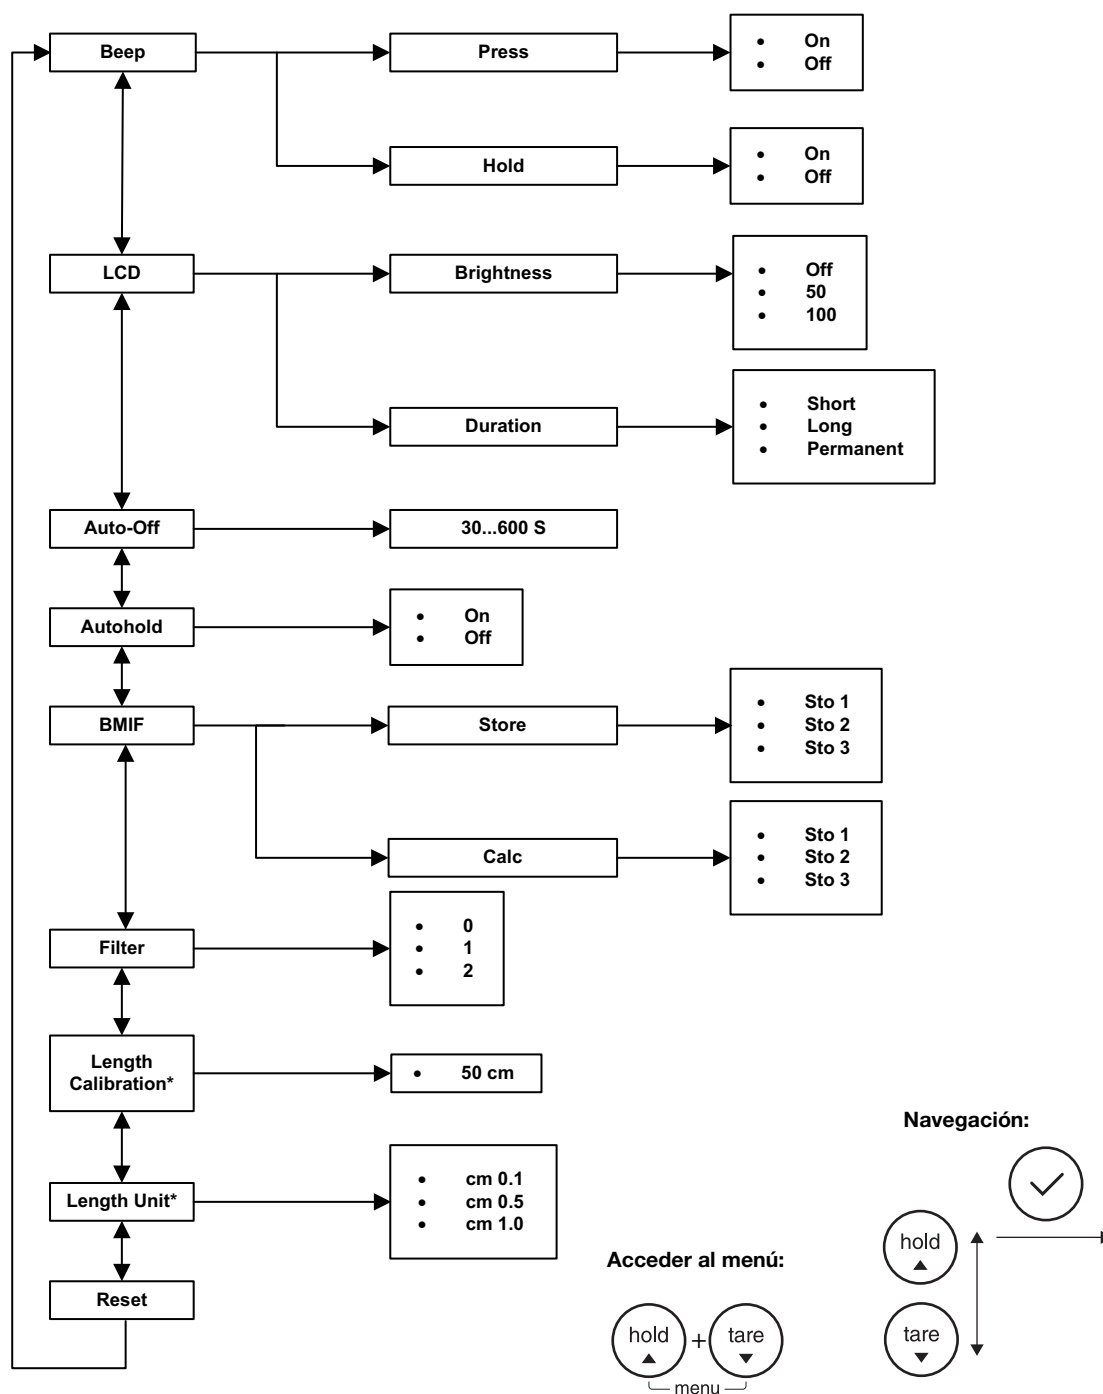 Beep
Press
• On
• Off
Hold
• On
• Off
LCD
Brightness
• Off
• 50
• 100
Duration
• Short
• Long
• Permanent
Auto-Off
30...600 S
Autohold
• On
• Off
BMIF
Store
• Sto 1
• Sto 2
• Sto 3
Calc
• Sto 1
• Sto 2
• Sto 3
Filter
• 0
• 1
• 2
Length
Calibration*
• 50 cm
Length Unit*
• cm 0.1
• cm 0.5
• cm 1.0
Reset
Acceder al menú:
hold + tare
menu
Navegación:
hold
tare